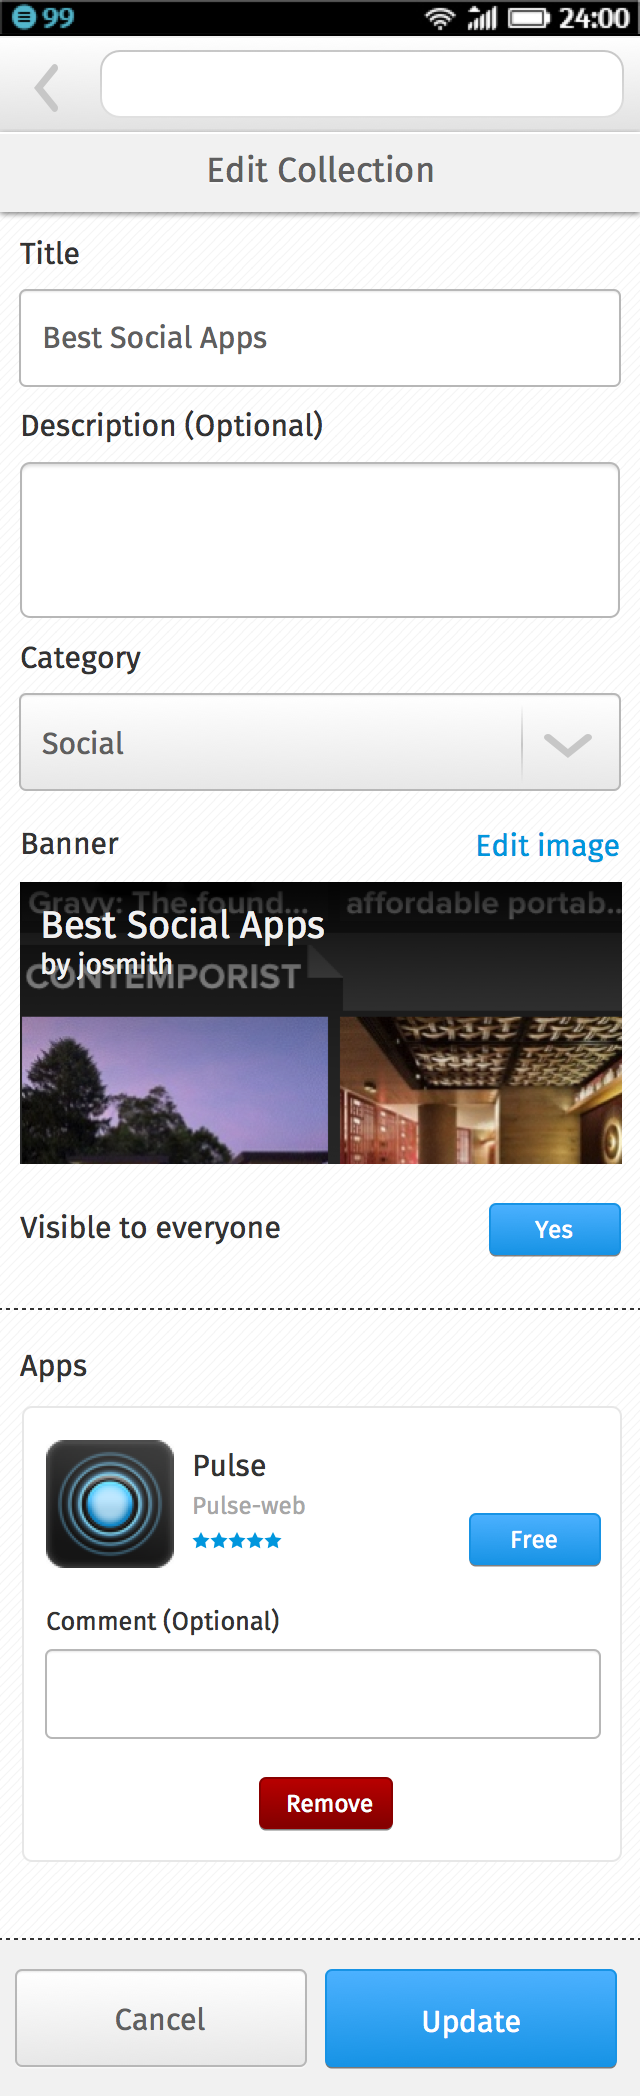 99 24:00
Edit Collection
Title
Best Social Apps
Description (Optional)
Category
Social
Banner Edit image
Gravy: The found... affordable portab..
Best Social Apps
by josmith
CONTEMPORIST
Visible to everyone Yes
Apps
Pulse
Pulse-web
Free
Comment (Optional)
Remove
Cancel Update